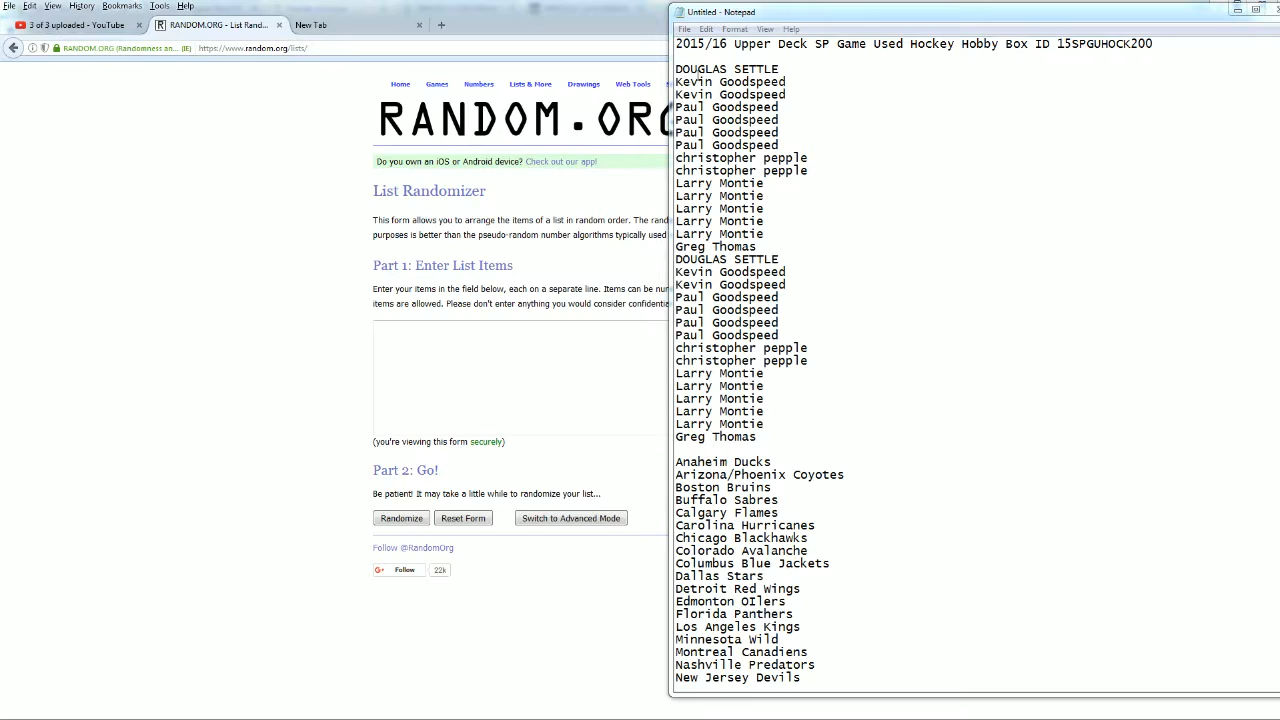 File Edit View History Bookmarks Tools Help
3 of 3 uploaded - YouTube
RANDOM.ORG - List Rand...
New Tab
RANDOM.ORG (Randomness an... (IE)
https://www.random.org/lists/
Home Games Numbers Lists & More Drawings Web Tools
RANDOM.ORG
Do you own an iOS or Android device? Check out our app!
List Randomizer
This form allows you to arrange the items of a list in random order. The rand
purposes is better than the pseudo-random number algorithms typically used
Part 1: Enter List Items
Enter your items in the field below, each on a separate line. Items can be nu
items are allowed. Please don't enter anything you would consider confidenti
(you're viewing this form securely)
Part 2: Go!
Be patient! It may take a little while to randomize your list...
Randomize Reset Form Switch to Advanced Mode
Follow @RandomOrg
G+ Follow 22k
Untitled - Notepad
File Edit Format View Help
2015/16 Upper Deck SP Game Used Hockey Hobby Box ID 15SPGUHOCK200
DOUGLAS SETTLE
Kevin Goodspeed
Kevin Goodspeed
Paul Goodspeed
Paul Goodspeed
Paul Goodspeed
Paul Goodspeed
christopher pepple
christopher pepple
Larry Montie
Larry Montie
Larry Montie
Larry Montie
Larry Montie
Greg Thomas
DOUGLAS SETTLE
Kevin Goodspeed
Kevin Goodspeed
Paul Goodspeed
Paul Goodspeed
Paul Goodspeed
Paul Goodspeed
christopher pepple
christopher pepple
Larry Montie
Larry Montie
Larry Montie
Larry Montie
Larry Montie
Greg Thomas
Anaheim Ducks
Arizona/Phoenix Coyotes
Boston Bruins
Buffalo Sabres
Calgary Flames
Carolina Hurricanes
Chicago Blackhawks
Colorado Avalanche
Columbus Blue Jackets
Dallas Stars
Detroit Red Wings
Edmonton OIlers
Florida Panthers
Los Angeles Kings
Minnesota Wild
Montreal Canadiens
Nashville Predators
New Jersey Devils